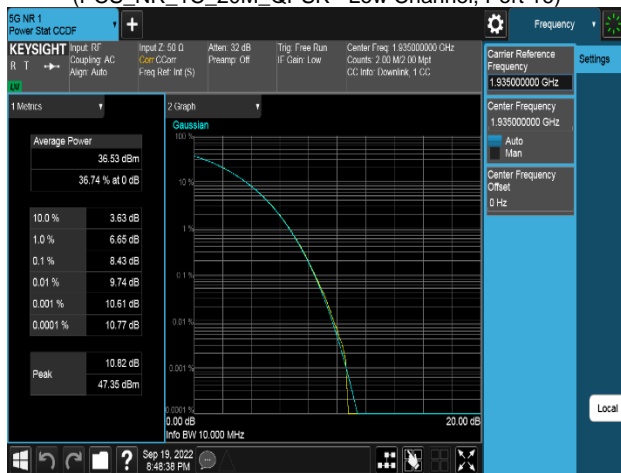 (PCS_NR_1C_20M_QPSK - Low Channel, Port 16)
5G NR 1
Power Stat CCDF
Frequency
KEYSIGHT
R T
LV
Input: RF
Coupling: AC
Align: Auto
Input Z: 50 Ω
Corr CCorr
Freq Ref: Int (S)
Atten: 32 dB
Preamp: Off
Trig: Free Run
IF Gain: Low
Center Freq: 1.935000000 GHz
Counts: 2.00 M/2.00 Mpt
CC Info: Downlink, 1 CC
Carrier Reference
Frequency
1.935000000 GHz
Settings
Center Frequency
1.935000000 GHz
Auto
Man
Center Frequency
Offset
0 Hz
Local
1 Metrics
Average Power
36.53 dBm
36.74 % at 0 dB
10.0 % 3.63 dB
1.0 % 6.65 dB
0.1 % 8.43 dB
0.01 % 9.74 dB
0.001 % 10.61 dB
0.0001 % 10.77 dB
Peak
10.82 dB
47.35 dBm
2 Graph
Gaussian
100 %
10 %
1 %
0.1 %
0.01 %
0.001 %
0.0001 %
0.00 dB 20.00 dB
Info BW 10.000 MHz
Sep 19, 2022
8:48:38 PM